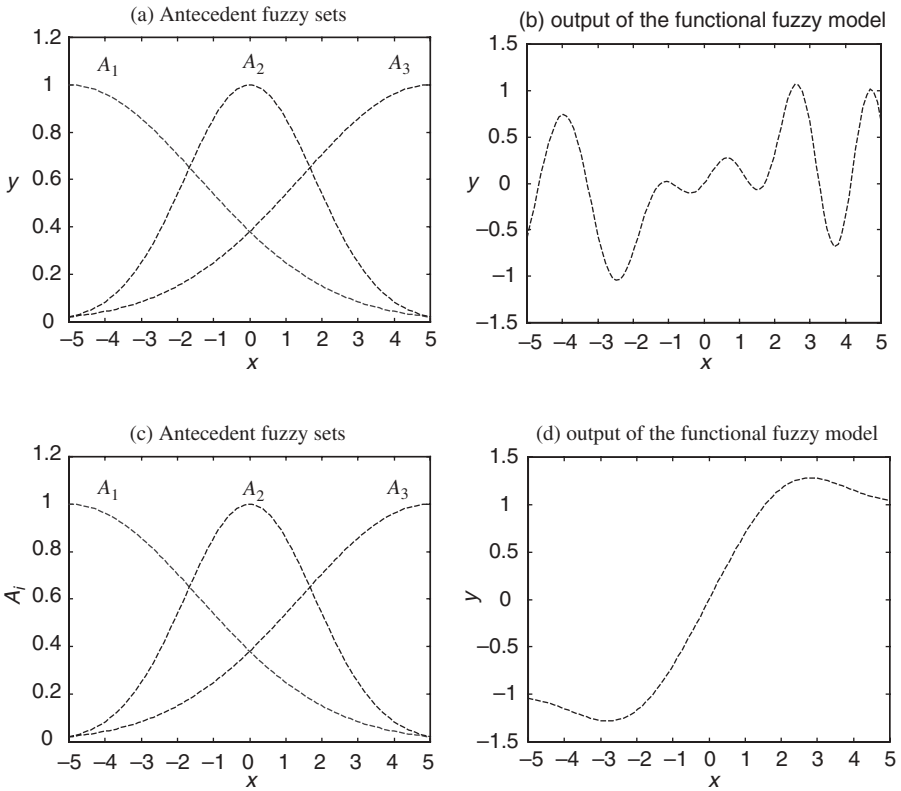 (a) Antecedent fuzzy sets
1.2
A1 A2 A3
1
0.8
0.6
y
0.4
0.2
0
–5 –4 –3 –2 –1 0 1 2 3 4 5
x
(b) output of the functional fuzzy model
1.5
1
0.5
y 0
–0.5
–1
–1.5
–5 –4 –3 –2 –1 0 1 2 3 4 5
x
(c) Antecedent fuzzy sets
1.2
A1 A2 A3
1
0.8
Ai 0.6
0.4
0.2
0
–5 –4 –3 –2 –1 0 1 2 3 4 5
x
(d) output of the functional fuzzy model
1.5
1
0.5
y 0
–0.5
–1
–1.5
–5 –4 –3 –2 –1 0 1 2 3 4 5
x